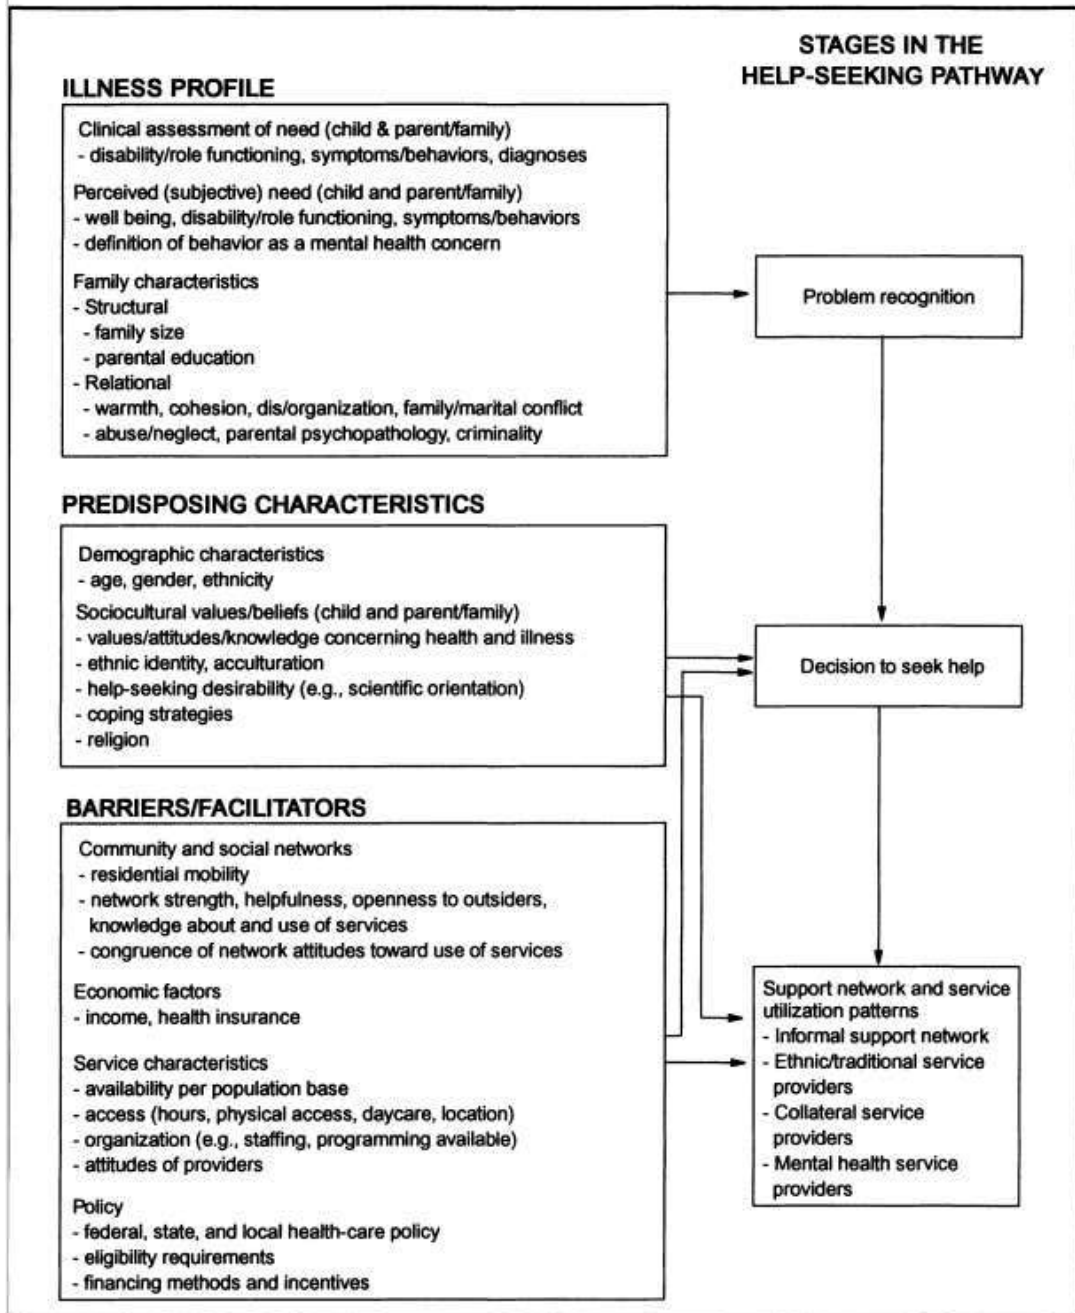 STAGES IN THE
HELP-SEEKING PATHWAY
ILLNESS PROFILE
Clinical assessment of need (child & parent/family)
- disability/role functioning, symptoms/behaviors, diagnoses
Perceived (subjective) need (child and parent/family)
- well being, disability/role functioning, symptoms/behaviors
- definition of behavior as a mental health concern
Family characteristics
- Structural
- family size
- parental education
- Relational
- warmth, cohesion, dis/organization, family/marital conflict
- abuse/neglect, parental psychopathology, criminality
Problem recognition
PREDISPOSING CHARACTERISTICS
Demographic characteristics
- age, gender, ethnicity
Sociocultural values/beliefs (child and parent/family)
- values/attitudes/knowledge concerning health and illness
- ethnic identity, acculturation
- help-seeking desirability (e.g., scientific orientation)
- coping strategies
- religion
Decision to seek help
BARRIERS/FACILITATORS
Community and social networks
- residential mobility
- network strength, helpfulness, openness to outsiders,
knowledge about and use of services
- congruence of network attitudes toward use of services
Economic factors
- income, health insurance
Service characteristics
- availability per population base
- access (hours, physical access, daycare, location)
- organization (e.g., staffing, programming available)
- attitudes of providers
Policy
- federal, state, and local health-care policy
- eligibility requirements
- financing methods and incentives
Support network and service
utilization patterns
- Informal support network
- Ethnic/traditional service
providers
- Collateral service
providers
- Mental health service
providers